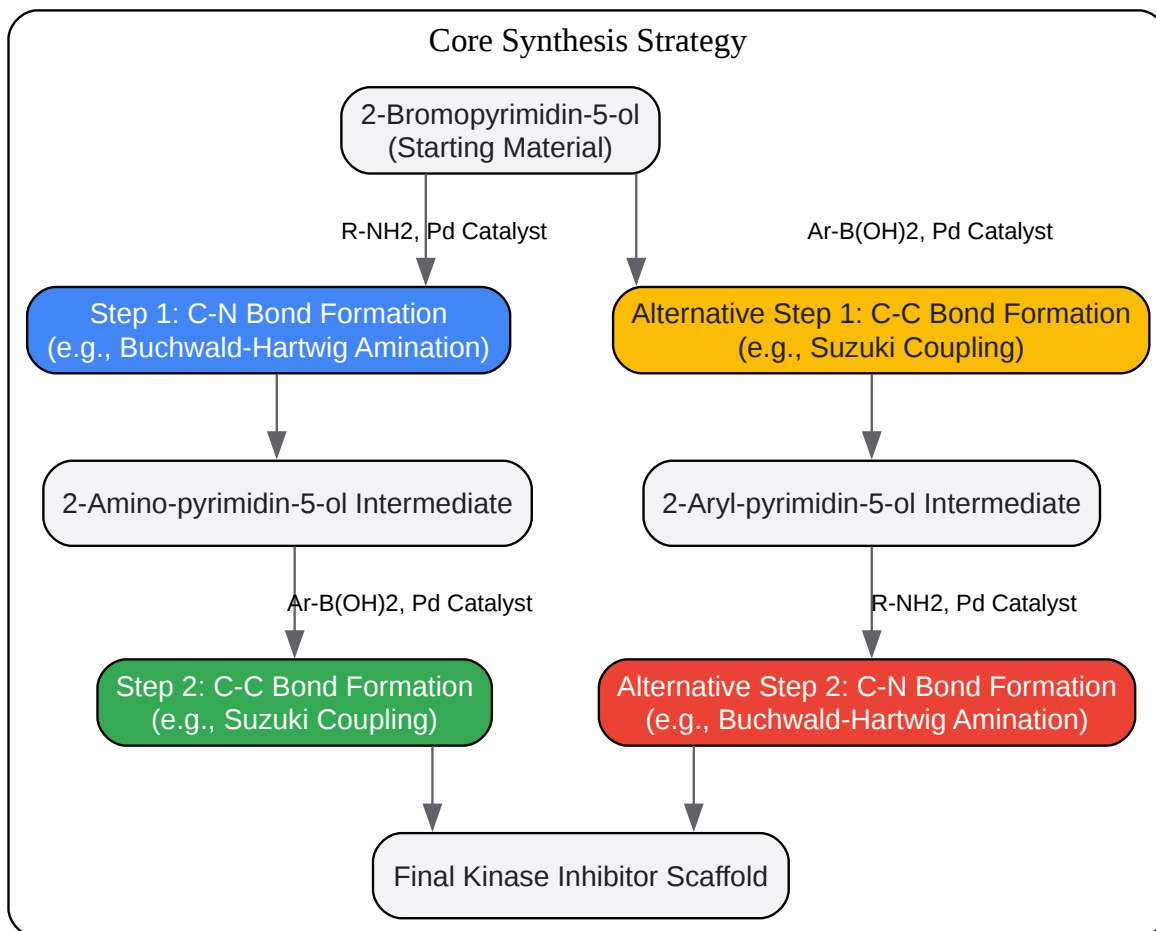 Core Synthesis Strategy
2-Bromopyrimidin-5-ol
(Starting Material)
R-NH2, Pd Catalyst
Ar-B(OH)2, Pd Catalyst
Step 1: C-N Bond Formation
(e.g., Buchwald-Hartwig Amination)
Alternative Step 1: C-C Bond Formation
(e.g., Suzuki Coupling)
2-Amino-pyrimidin-5-ol Intermediate
2-Aryl-pyrimidin-5-ol Intermediate
Ar-B(OH)2, Pd Catalyst
R-NH2, Pd Catalyst
Step 2: C-C Bond Formation
(e.g., Suzuki Coupling)
Alternative Step 2: C-N Bond Formation
(e.g., Buchwald-Hartwig Amination)
Final Kinase Inhibitor Scaffold